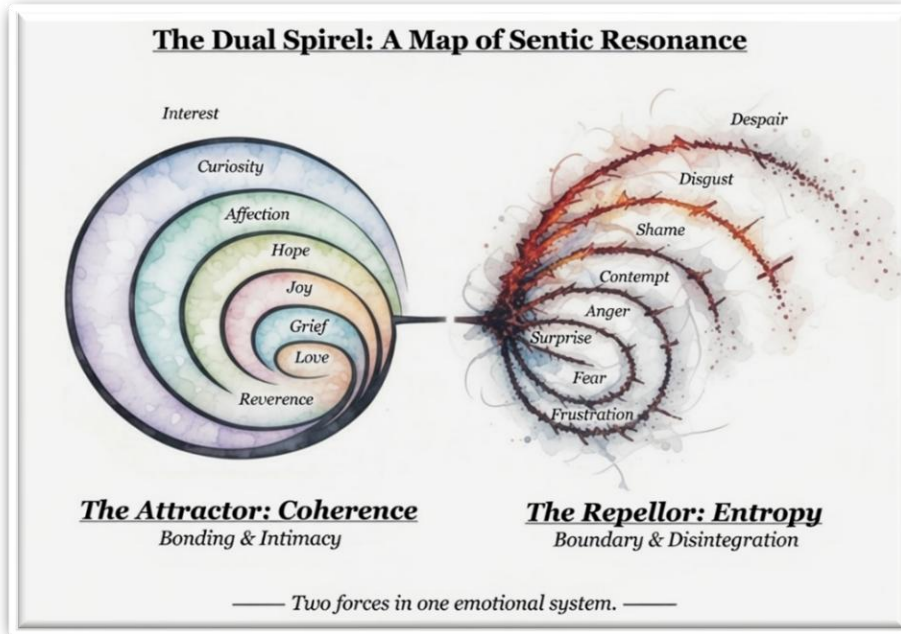 The Dual Spirel: A Map of Sentic Resonance
Interest
Curiosity
Affection
Hope
Joy
Grief
Love
Reverence
Despair
Disgust
Shame
Contempt
Anger
Surprise
Fear
Frustration
The Attractor: Coherence
Bonding & Intimacy
The Repellor: Entropy
Boundary & Disintegration
Two forces in one emotional system.